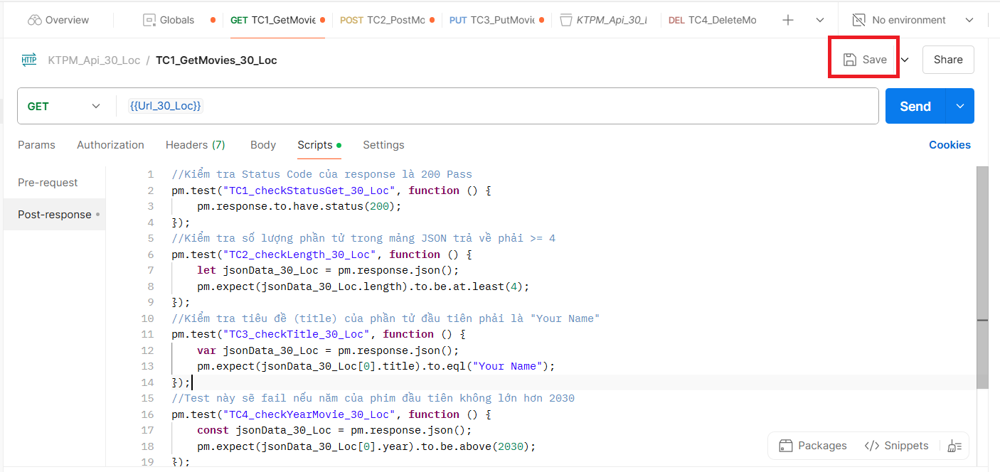 Overview Globals GET TC1_GetMovie POST TC2_PostMo PUT TC3_PutMovie KTPM_Api_30_L DEL TC4_DeleteMo No environment
HTTP KTPM_Api_30_Loc / TC1_GetMovies_30_Loc Save Share
GET {{Url_30_Loc}} Send
Params Authorization Headers (7) Body Scripts Settings Cookies
Pre-request
Post-response
1 //Kiểm tra Status Code của response là 200 Pass
2 pm.test("TC1_checkStatusGet_30_Loc", function () {
3 pm.response.to.have.status(200);
4 });
5 //Kiểm tra số lượng phần tử trong mảng JSON trả về phải >= 4
6 pm.test("TC2_checkLength_30_Loc", function () {
7 let jsonData_30_Loc = pm.response.json();
8 pm.expect(jsonData_30_Loc.length).to.be.at.least(4);
9 });
10 //Kiểm tra tiêu đề (title) của phần tử đầu tiên phải là "Your Name"
11 pm.test("TC3_checkTitle_30_Loc", function () {
12 var jsonData_30_Loc = pm.response.json();
13 pm.expect(jsonData_30_Loc[0].title).to.eql("Your Name");
14 });
15 //Test này sẽ fail nếu năm của phim đầu tiên không lớn hơn 2030
16 pm.test("TC4_checkYearMovie_30_Loc", function () {
17 const jsonData_30_Loc = pm.response.json();
18 pm.expect(jsonData_30_Loc[0].year).to.be.above(2030);
19 });
Packages Snippets